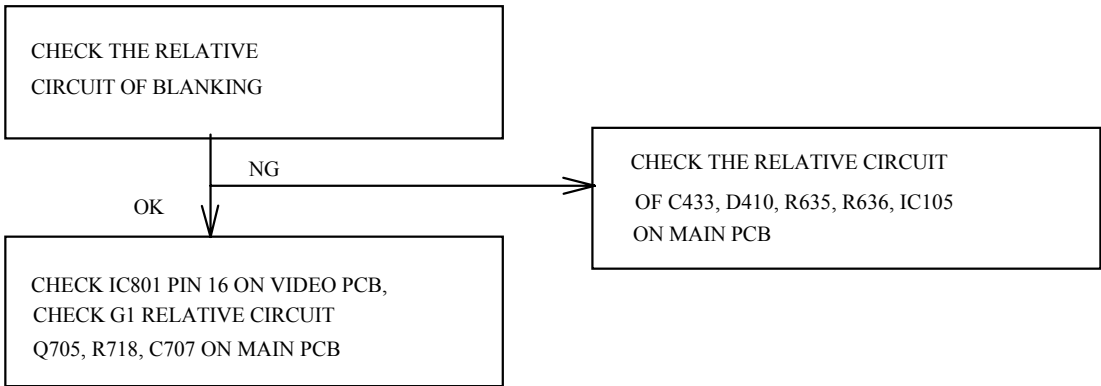 CHECK THE RELATIVE
CIRCUIT OF BLANKING
NG
OK
CHECK THE RELATIVE CIRCUIT
OF C433, D410, R635, R636, IC105
ON MAIN PCB
CHECK IC801 PIN 16 ON VIDEO PCB,
CHECK G1 RELATIVE CIRCUIT
Q705, R718, C707 ON MAIN PCB